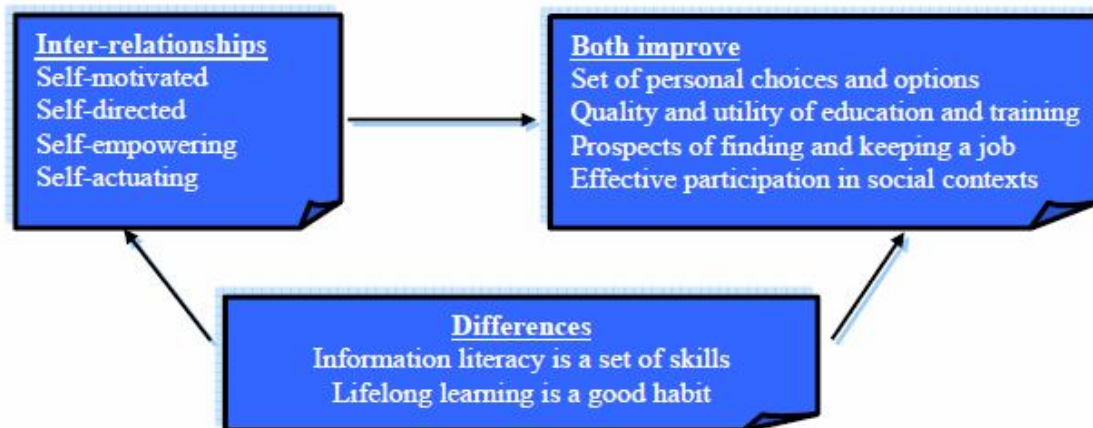 Inter-relationships
Self-motivated
Self-directed
Self-empowering
Self-actuating
Both improve
Set of personal choices and options
Quality and utility of education and training
Prospects of finding and keeping a job
Effective participation in social contexts
Differences
Information literacy is a set of skills
Lifelong learning is a good habit